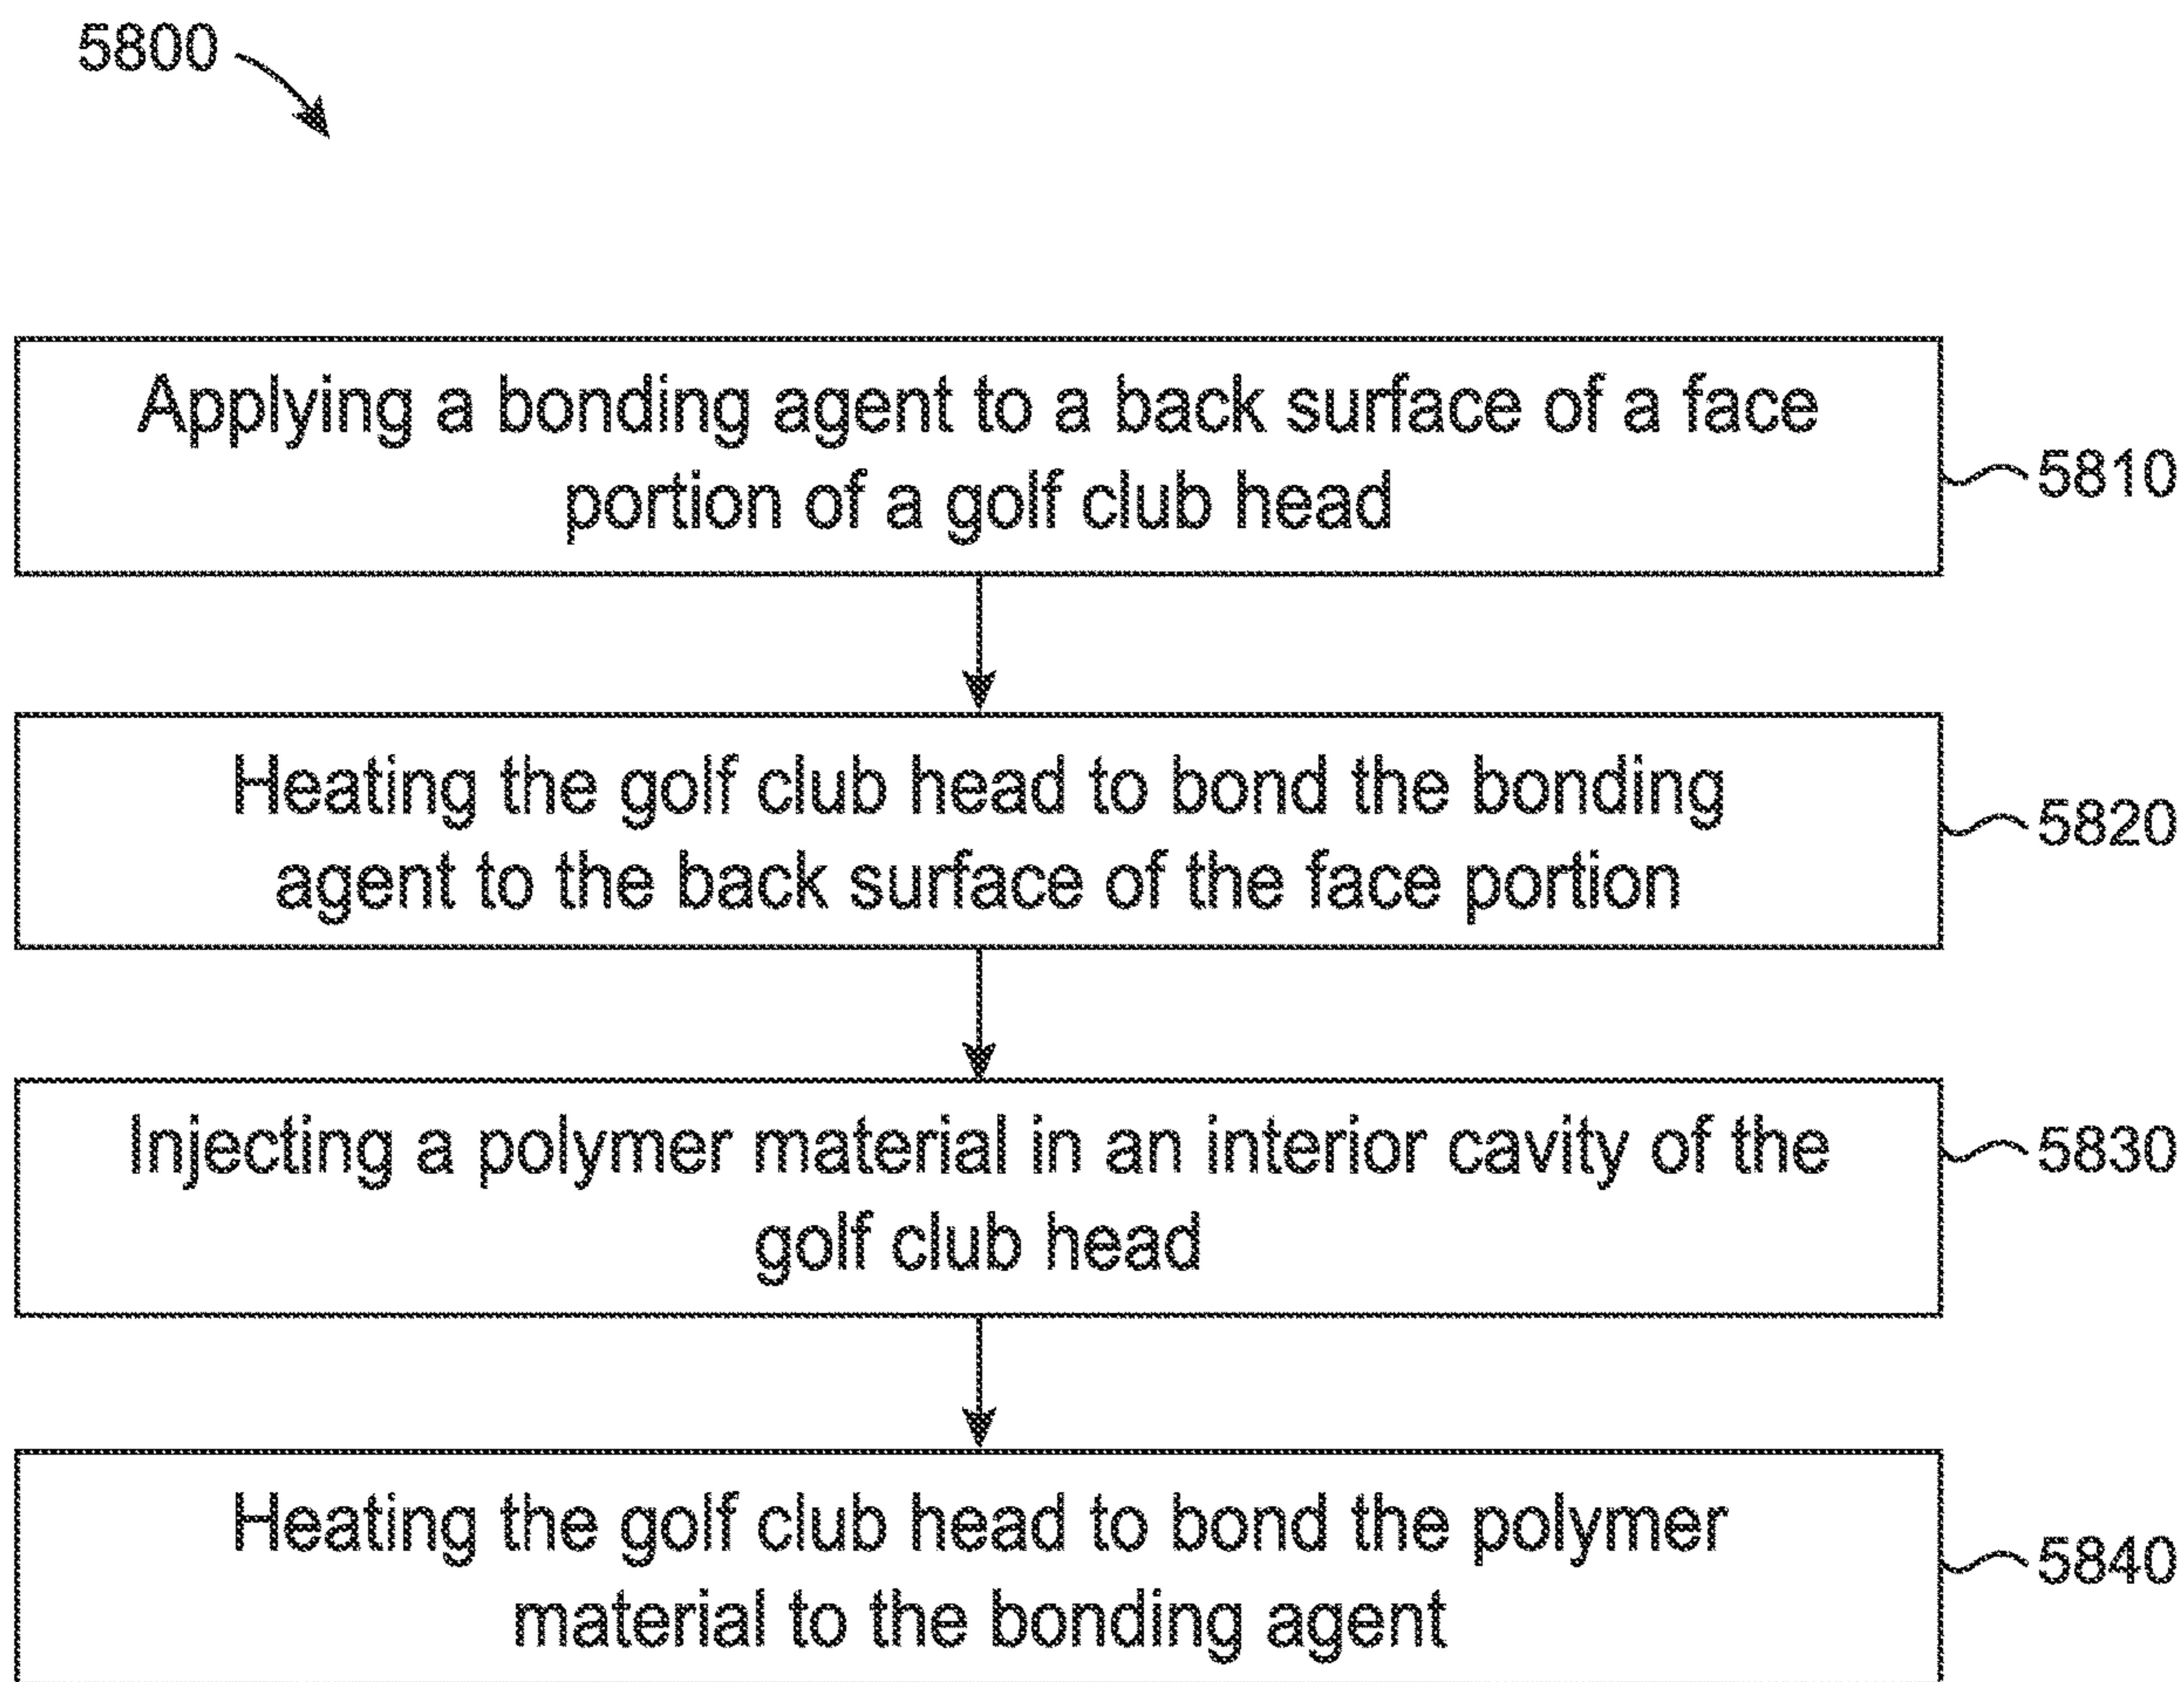 5800
Applying a bonding agent to a back surface of a face
portion of a golf club head
5810
Heating the golf club head to bond the bonding
agent to the back surface of the face portion
5820
Injecting a polymer material in an interior cavity of the
golf club head
5830
Heating the golf club head to bond the polymer
material to the bonding agent
5840